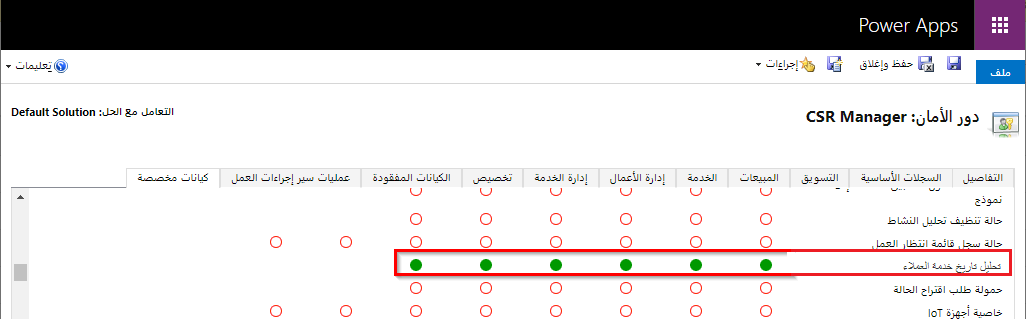 Power Apps
ملف
حفظ وإغلاق
إجراءات
تعليمات
دور الأمان: CSR Manager
التعامل مع الحل: Default Solution
التفاصيل
السجلات الأساسية
التسويق
المبيعات
الخدمة
إدارة الأعمال
إدارة الخدمة
تخصيص
الكيانات المفقودة
عمليات سير إجراءات العمل
كيانات مخصصة
نموذج
حالة تنظيف تحليل النشاط
حالة سجل قائمة انتظار العمل
تحليل تاريخ خدمة العملاء
حمولة طلب اقتراح الحالة
خاصية أجهزة IoT